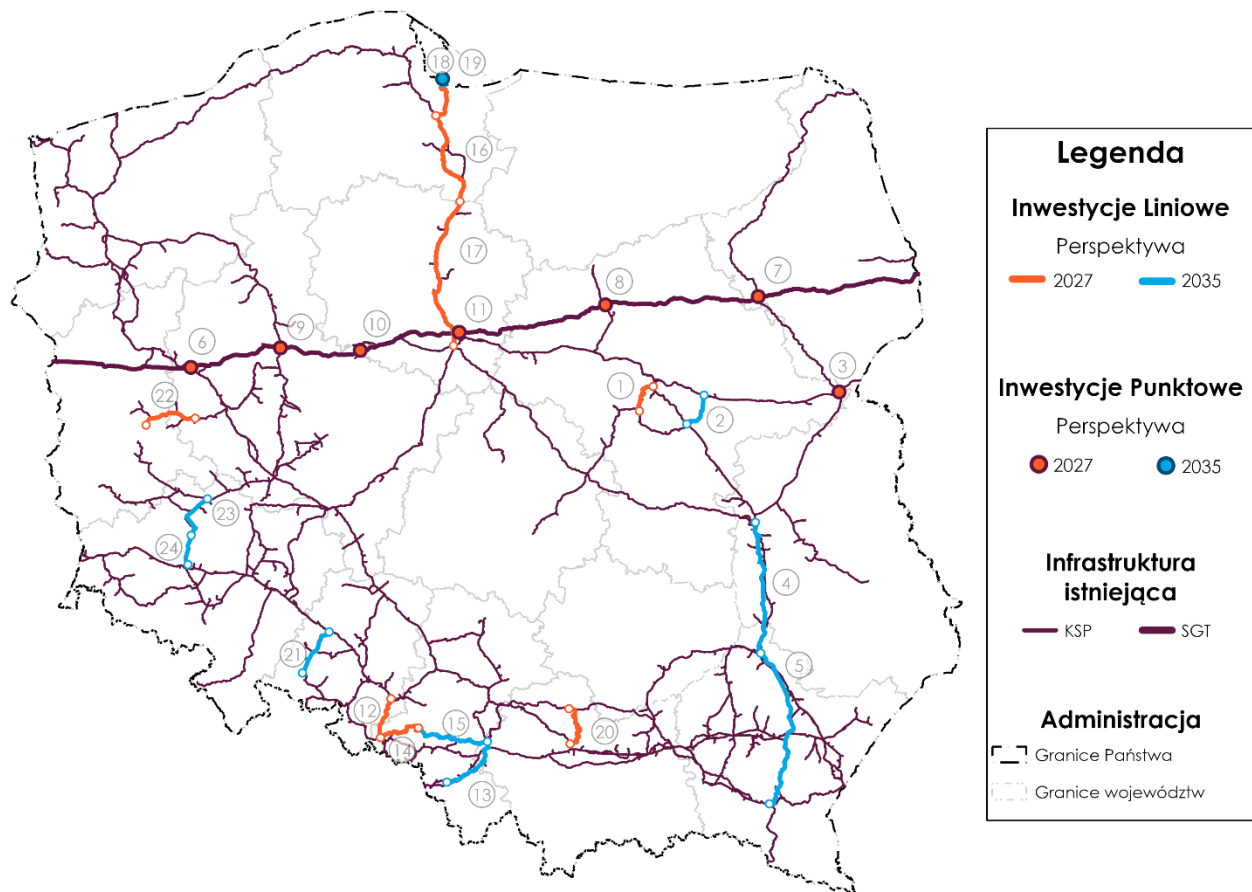 18 19
16
17
7
8
11
10
9
6
3
1
22
2
23
24
4
5
21
12
15
20
14
13
Legenda
Inwestycje Liniowe
Perspektywa
2027 2035
Inwestycje Punktowe
Perspektywa
2027 2035
Infrastruktura
istniejąca
KSP SGT
Administracja
Granice Państwa
Granice województw